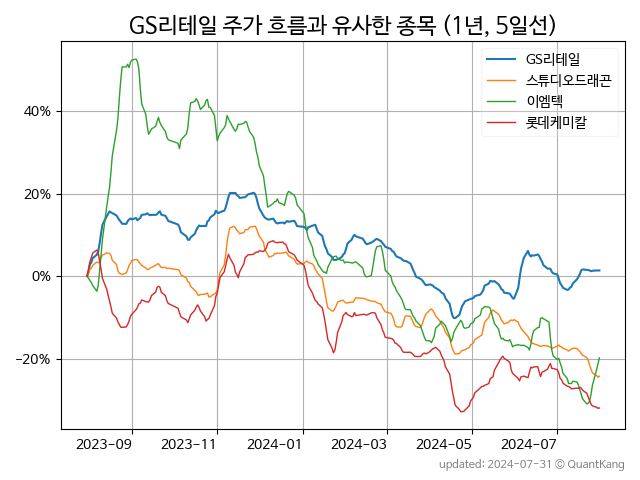 GS리테일 주가 흐름과 유사한 종목 (1년, 5일선)
GS리테일
스튜디오드래곤
이엠텍
롯데케미칼
40%
20%
0%
−20%
2023-09 2023-11 2024-01 2024-03 2024-05 2024-07
updated: 2024-07-31 © QuantKang